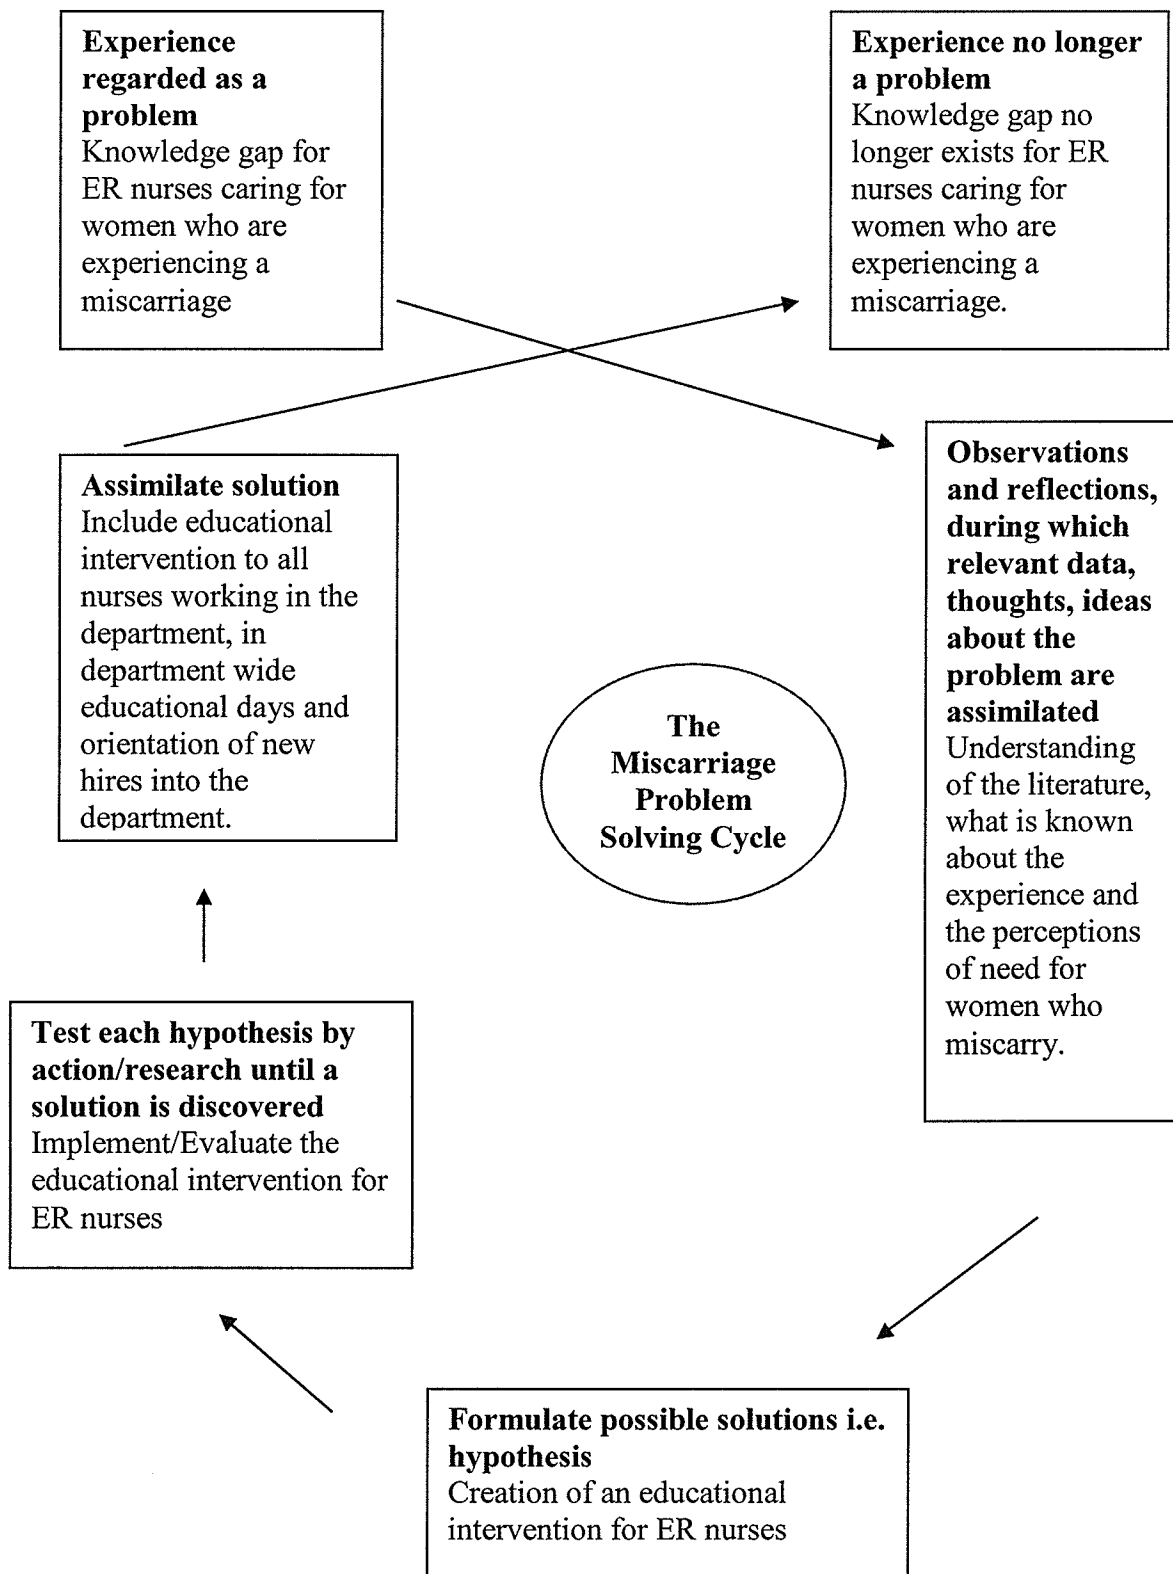 Experience
regarded as a
problem
Knowledge gap for
ER nurses caring for
women who are
experiencing a
miscarriage
Experience no longer
a problem
Knowledge gap no
longer exists for ER
nurses caring for
women who are
experiencing a
miscarriage.
Observations
and reflections,
during which
relevant data,
thoughts, ideas
about the
problem are
assimilated
Understanding
of the literature,
what is known
about the
experience and
the perceptions
of need for
women who
miscarry.
Formulate possible solutions i.e.
hypothesis
Creation of an educational
intervention for ER nurses
Test each hypothesis by
action/research until a
solution is discovered
Implement/Evaluate the
educational intervention for
ER nurses
Assimilate solution
Include educational
intervention to all
nurses working in the
department, in
department wide
educational days and
orientation of new
hires into the
department.
The
Miscarriage
Problem
Solving Cycle